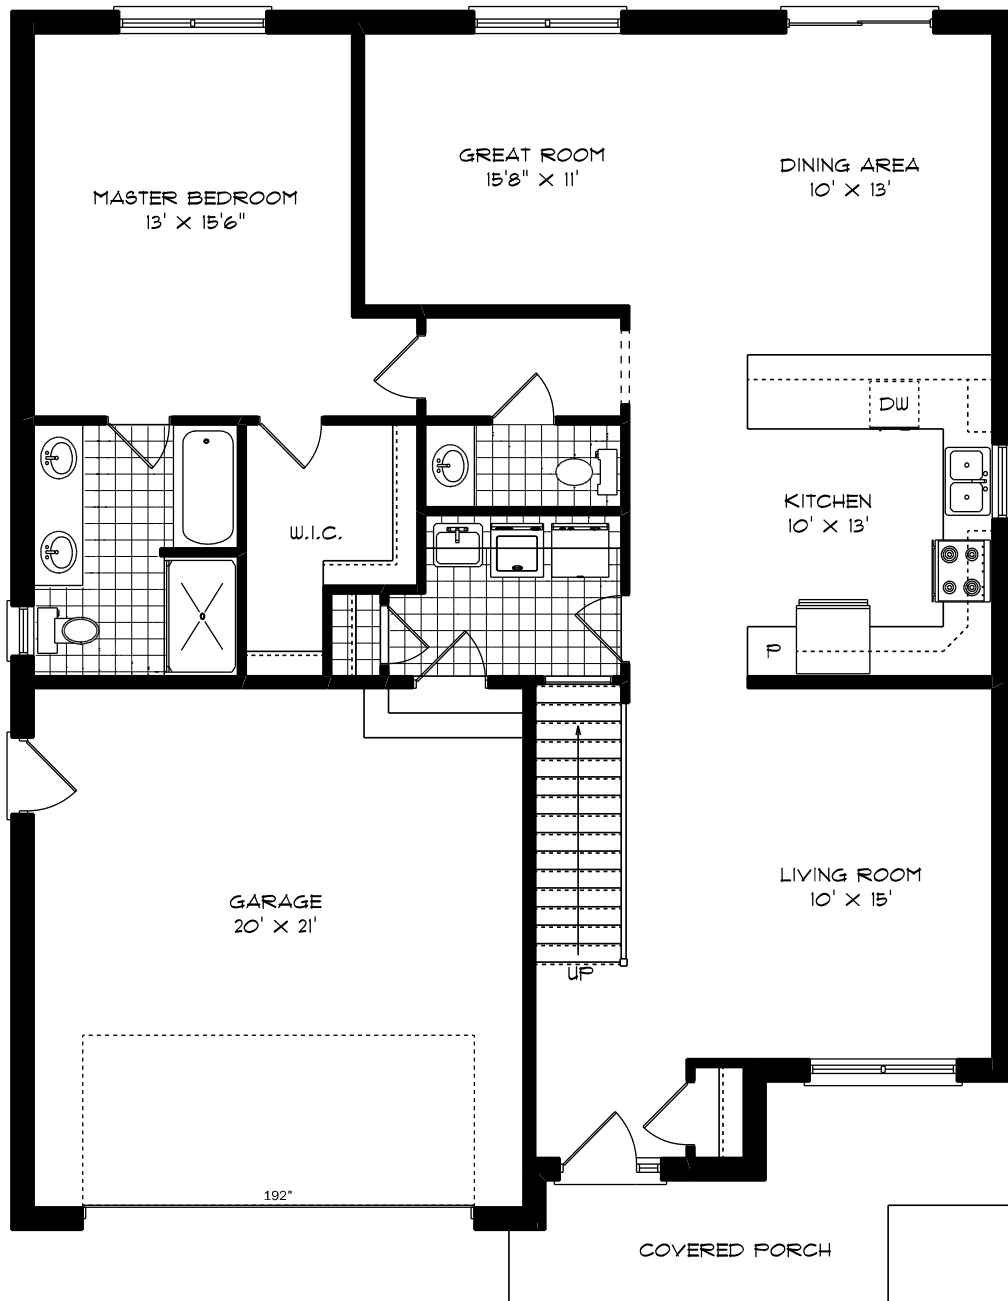 GREAT ROOM
15'8" X 11'
DINING AREA
10' X 13'
MASTER BEDROOM
13' X 15'6"
DW
KITCHEN
10' X 13'
W.I.C.
P
LIVING ROOM
10' X 15'
GARAGE
20' X 21'
UP
192"
COVERED PORCH